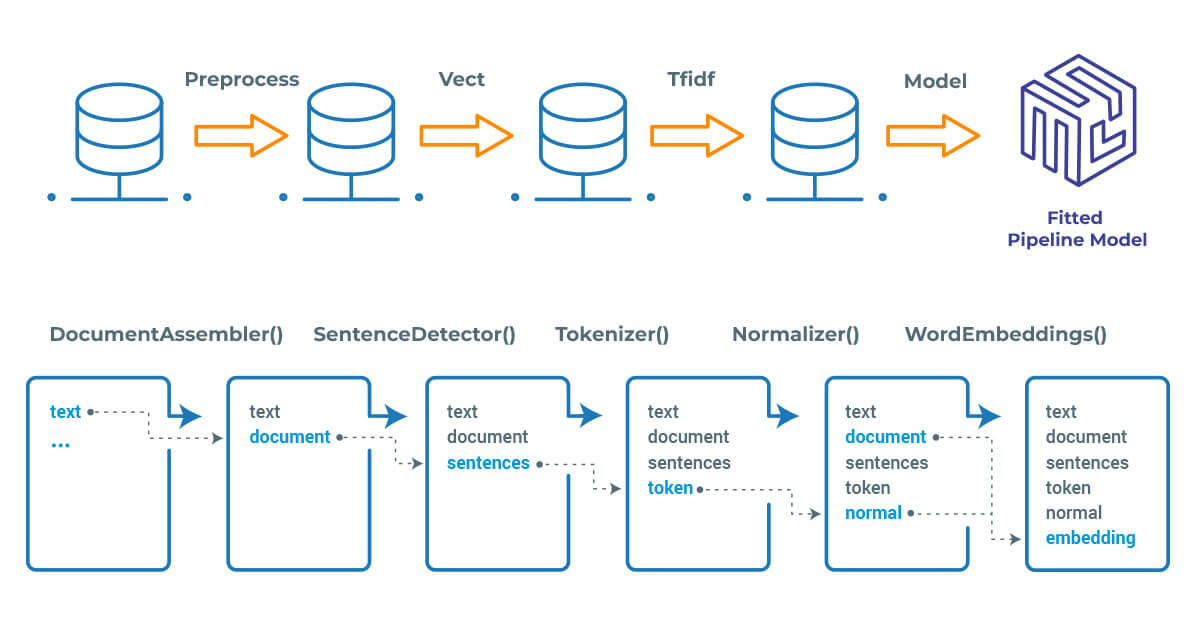 Preprocess
Vect
Tfidf
Model
Fitted
Pipeline Model
DocumentAssembler()
SentenceDetector()
Tokenizer()
Normalizer()
WordEmbeddings()
text
...
text
document
text
document
sentences
text
document
sentences
token
text
document
sentences
token
normal
text
document
sentences
token
normal
embedding